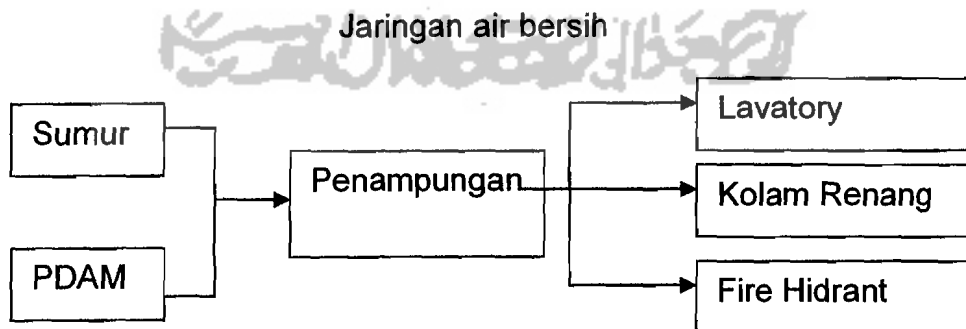 Jaringan air bersih
Sumur
PDAM
Penampungan
Lavatory
Kolam Renang
Fire Hidrant